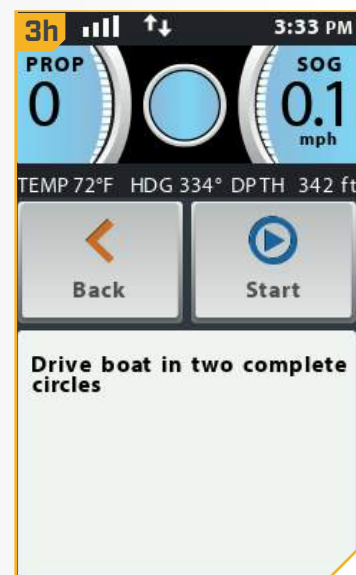 3h 3:33 PM
PROP SOG
0 0.1
mph
TEMP 72°F HDG 334° DPTH 342 ft
Back Start
Drive boat in two complete
circles